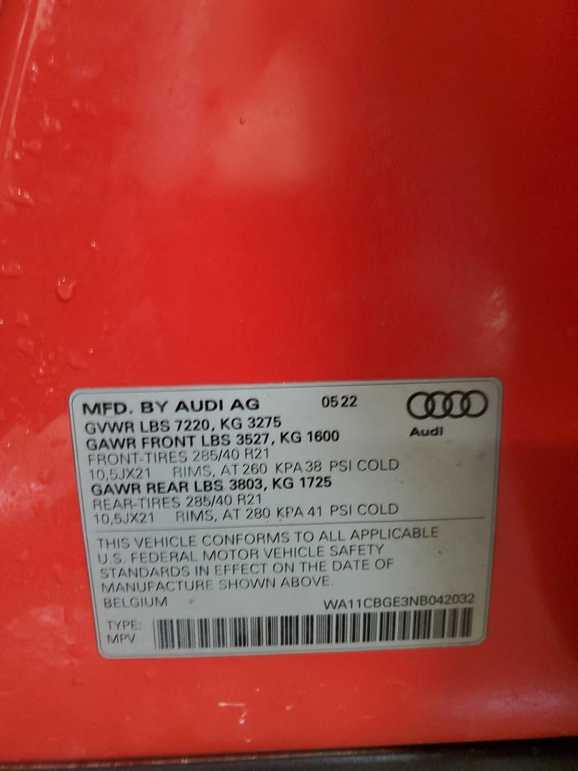 MFD. BY AUDI AG 05 22
GVWR LBS 7220, KG 3275
GAWR FRONT LBS 3527, KG 1600
FRONT-TIRES 285/40 R21
10,5JX21 RIMS, AT 260 KPA 38 PSI COLD
GAWR REAR LBS 3803, KG 1725
REAR-TIRES 285/40 R21
10,5JX21 RIMS, AT 280 KPA 41 PSI COLD
Audi
THIS VEHICLE CONFORMS TO ALL APPLICABLE
U.S. FEDERAL MOTOR VEHICLE SAFETY
STANDARDS IN EFFECT ON THE DATE OF
MANUFACTURE SHOWN ABOVE.
BELGIUM WA11CBGE3NB042032
TYPE:
MPV